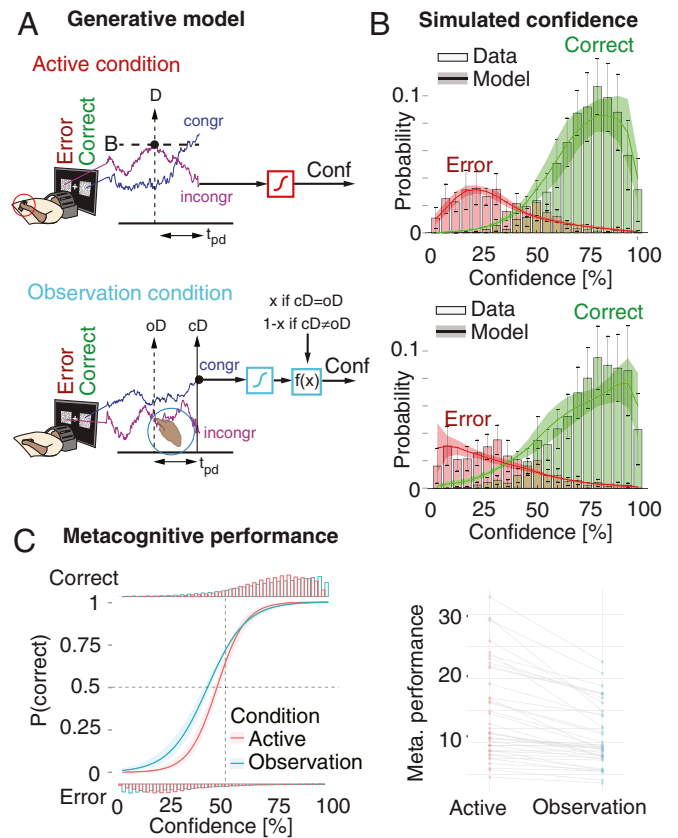 A Generative model
Active condition
Error
Correct
D
B
congr
incongr
Conf
t_pd
Observation condition
x if cD=oD
1-x if cD≠oD
Error
Correct
oD
cD
congr
f(x)
Conf
incongr
t_pd
B Simulated confidence
Correct
Data
Model
0.1
Error
Probability
0 25 50 75 100
Confidence [%]
Data
Model
Correct
0.1
Error
Probability
0 25 50 75 100
Confidence [%]
C Metacognitive performance
Correct
1
0.75
0.5
0.25
0
P(correct)
Condition
Active
Observation
Error
0 25 50 75 100
Confidence [%]
30
20
10
Meta. performance
Active Observation